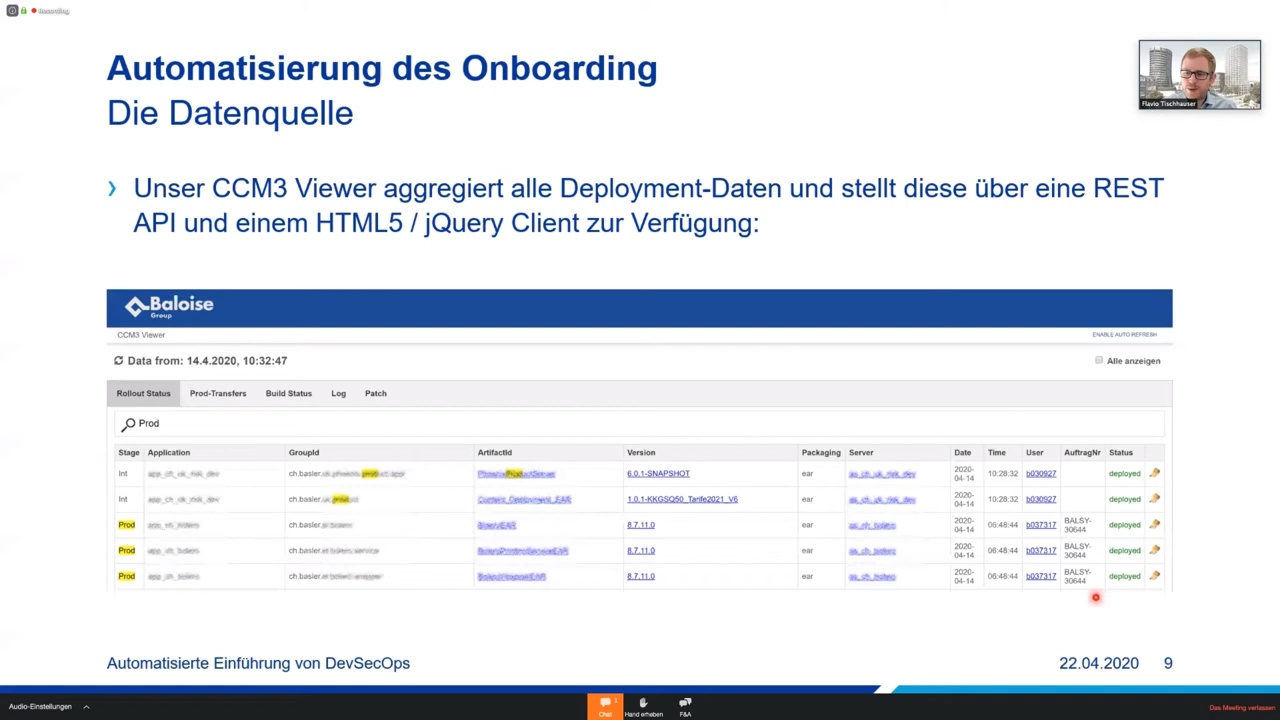 Recording
Automatisierung des Onboarding
Die Datenquelle
Flavio Tischhauser
› Unser CCM3 Viewer aggregiert alle Deployment-Daten und stellt diese über eine REST
API und einem HTML5 / jQuery Client zur Verfügung:
Baloise
Group
CCM3 Viewer ENABLE AUTO REFRESH
Data from: 14.4.2020, 10:32:47 Alle anzeigen
Rollout Status Prod-Transfers Build Status Log Patch
Prod
Stage Application GroupId ArtifactId Version Packaging Server Date Time User AuftragNr Status
Int ch.basler. 6.0.1-SNAPSHOT ear 2020-04-14 10:28:32 b030927 deployed
Int ch.basler. 1.0.1-KKGSQ50_Tarife2021_V6 ear 2020-04-14 10:28:32 b030927 deployed
Prod ch.basler. 8.7.11.0 ear 2020-04-14 06:48:44 b037317 BALSY-30644 deployed
Prod ch.basler. 8.7.11.0 ear 2020-04-14 06:48:44 b037317 BALSY-30644 deployed
Prod ch.basler. 8.7.11.0 ear 2020-04-14 06:48:44 b037317 BALSY-30644 deployed
Automatisierte Einführung von DevSecOps 22.04.2020 9
Audio-Einstellungen Chat 1 Hand erheben F&A Das Meeting verlassen